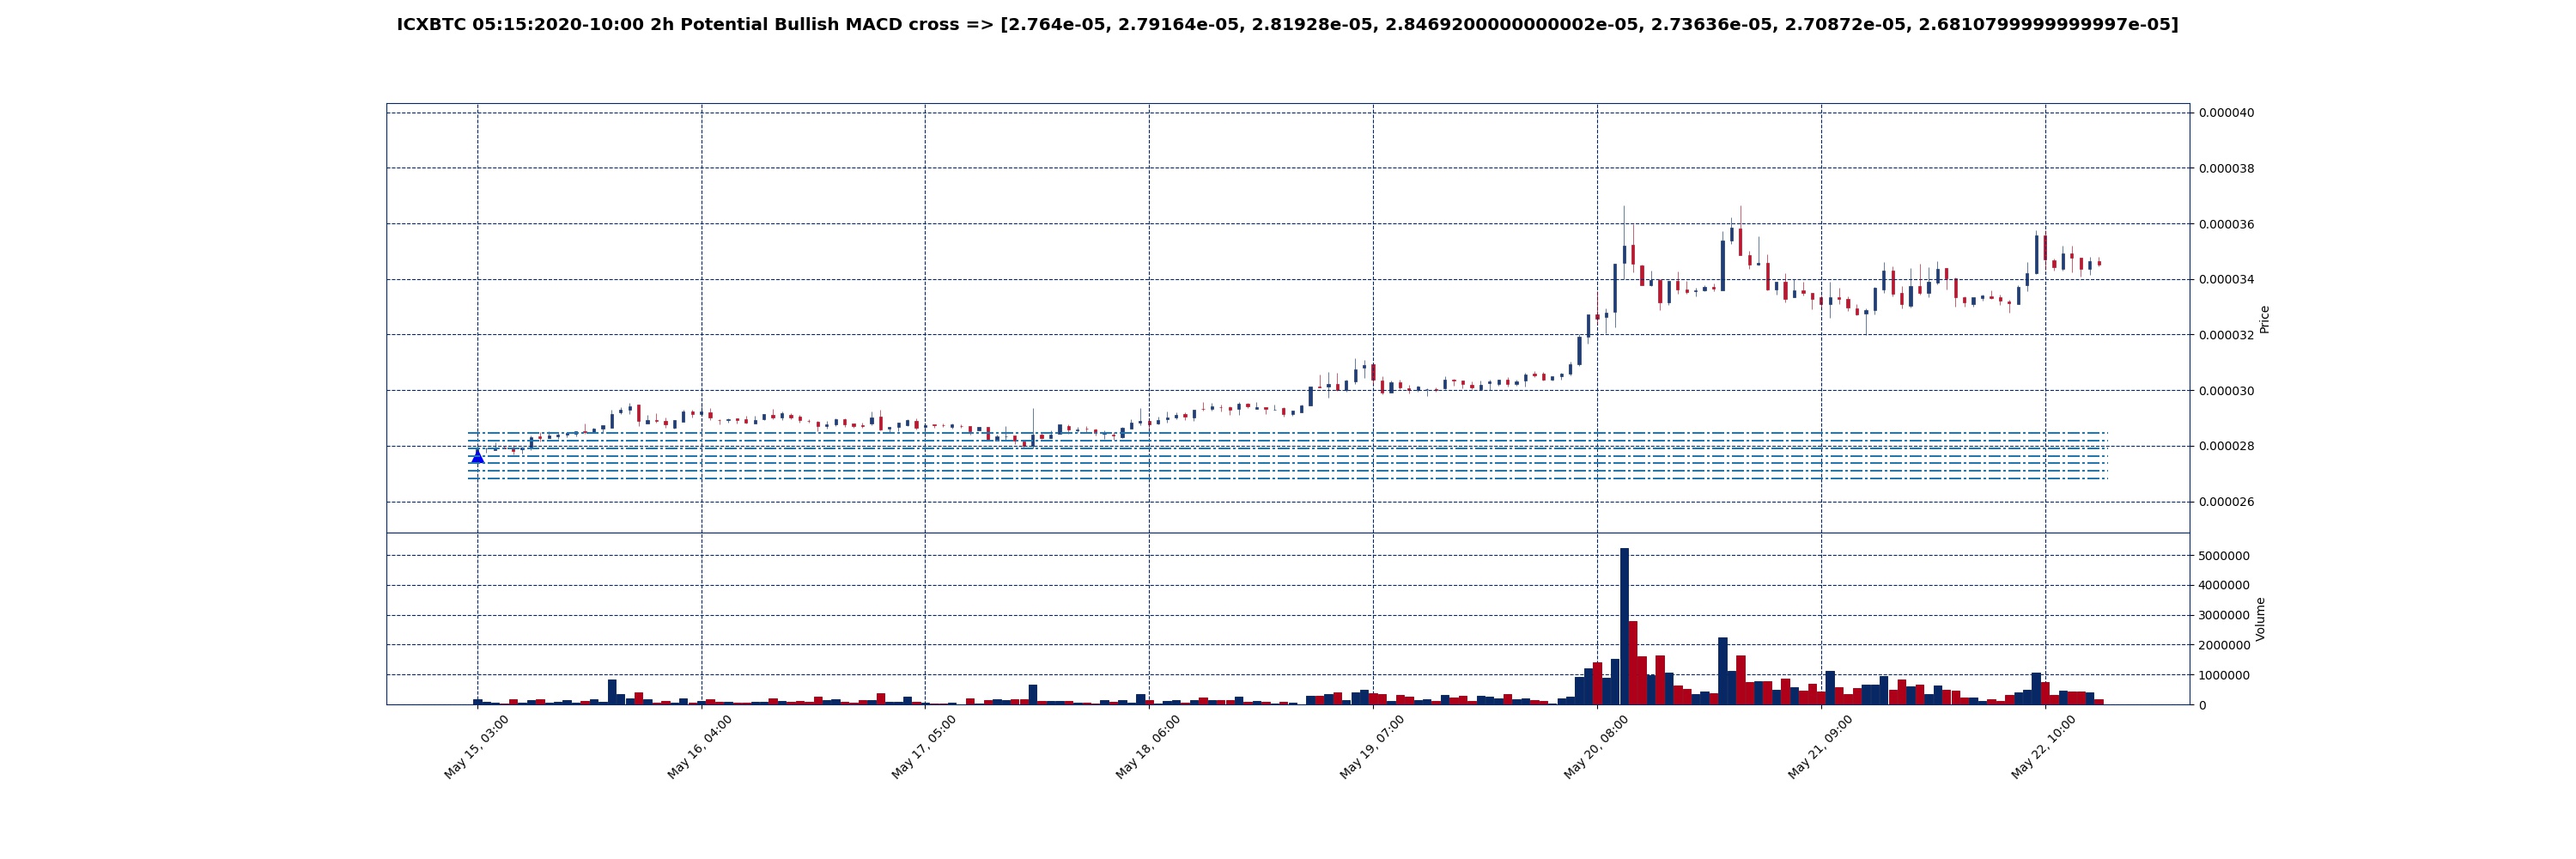 ICXBTC 05:15:2020-10:00 2h Potential Bullish MACD cross => [2.764e-05, 2.79164e-05, 2.81928e-05, 2.8469200000000002e-05, 2.73636e-05, 2.70872e-05, 2.6810799999999997e-05]
0.000040
0.000038
0.000036
0.000034
0.000032
0.000030
0.000028
0.000026
Price
5000000
4000000
3000000
2000000
1000000
0
Volume
May 15, 03:00
May 16, 04:00
May 17, 05:00
May 18, 06:00
May 19, 07:00
May 20, 08:00
May 21, 09:00
May 22, 10:00